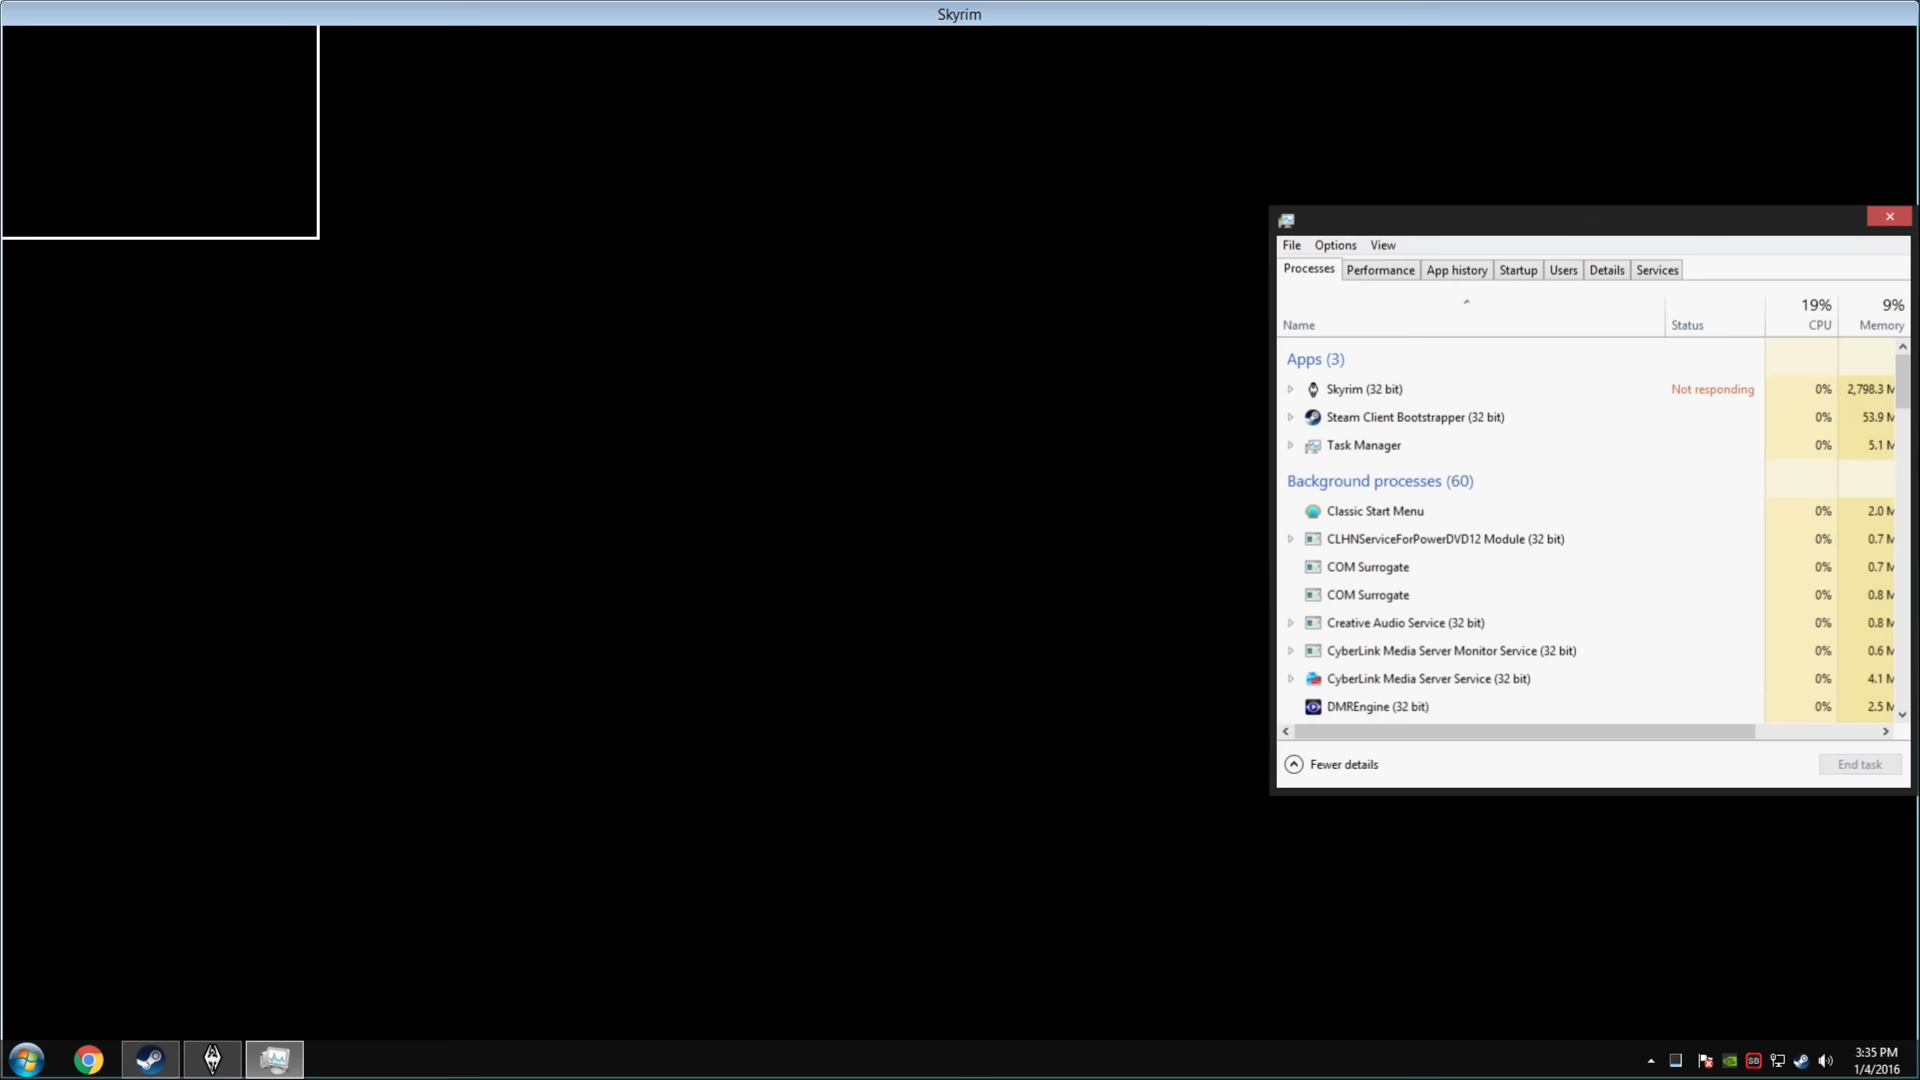 Skyrim
File Options View
Processes Performance App history Startup Users Details Services
19% 9%
Name Status CPU Memory
Apps (3)
Skyrim (32 bit) Not responding 0% 2,798.3 M
Steam Client Bootstrapper (32 bit) 0% 53.9 M
Task Manager 0% 5.1 M
Background processes (60)
Classic Start Menu 0% 2.0 M
CLHNServiceForPowerDVD12 Module (32 bit) 0% 0.7 M
COM Surrogate 0% 0.7 M
COM Surrogate 0% 0.8 M
Creative Audio Service (32 bit) 0% 0.8 M
CyberLink Media Server Monitor Service (32 bit) 0% 0.6 M
CyberLink Media Server Service (32 bit) 0% 4.1 M
DMREngine (32 bit) 0% 2.5 M
Fewer details End task
SB
3:35 PM
1/4/2016